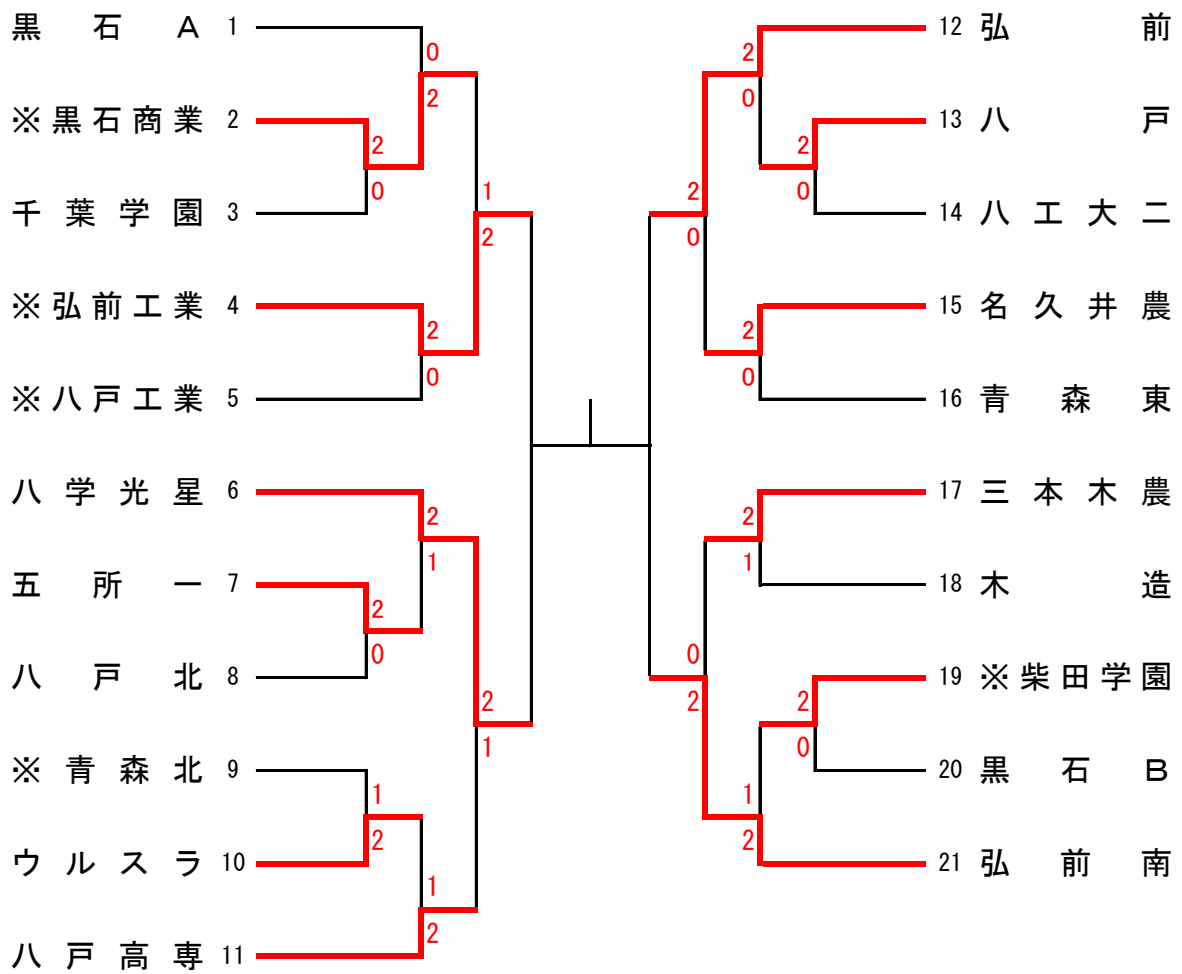 黒石A 1
※黒石商業 2
千葉学園 3
※弘前工業 4
※八戸工業 5
八学光星 6
五所一 7
八戸北 8
※青森北 9
ウルスラ 10
八戸高専 11
0
2
2
0
1
2
2
0
2
1
2
0
2
1
1
2
1
2
12 弘前
13 八戸
14 八工大二
15 名久井農
16 青森東
17 三本木農
18 木造
19 ※柴田学園
20 黒石B
21 弘前南
2
0
2
0
2
0
2
0
2
1
0
2
2
0
1
2